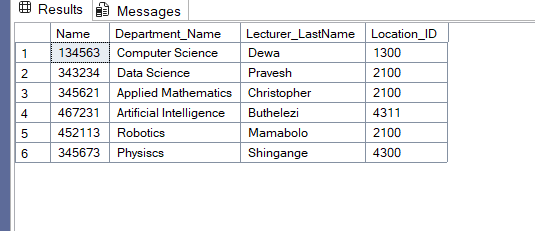 Results Messages
Name Department_Name Lecturer_LastName Location_ID
1 134563 Computer Science Dewa 1300
2 343234 Data Science Pravesh 2100
3 345621 Applied Mathematics Christopher 2100
4 467231 Artificial Intelligence Buthelezi 4311
5 452113 Robotics Mamabolo 2100
6 345673 Physiscs Shingange 4300